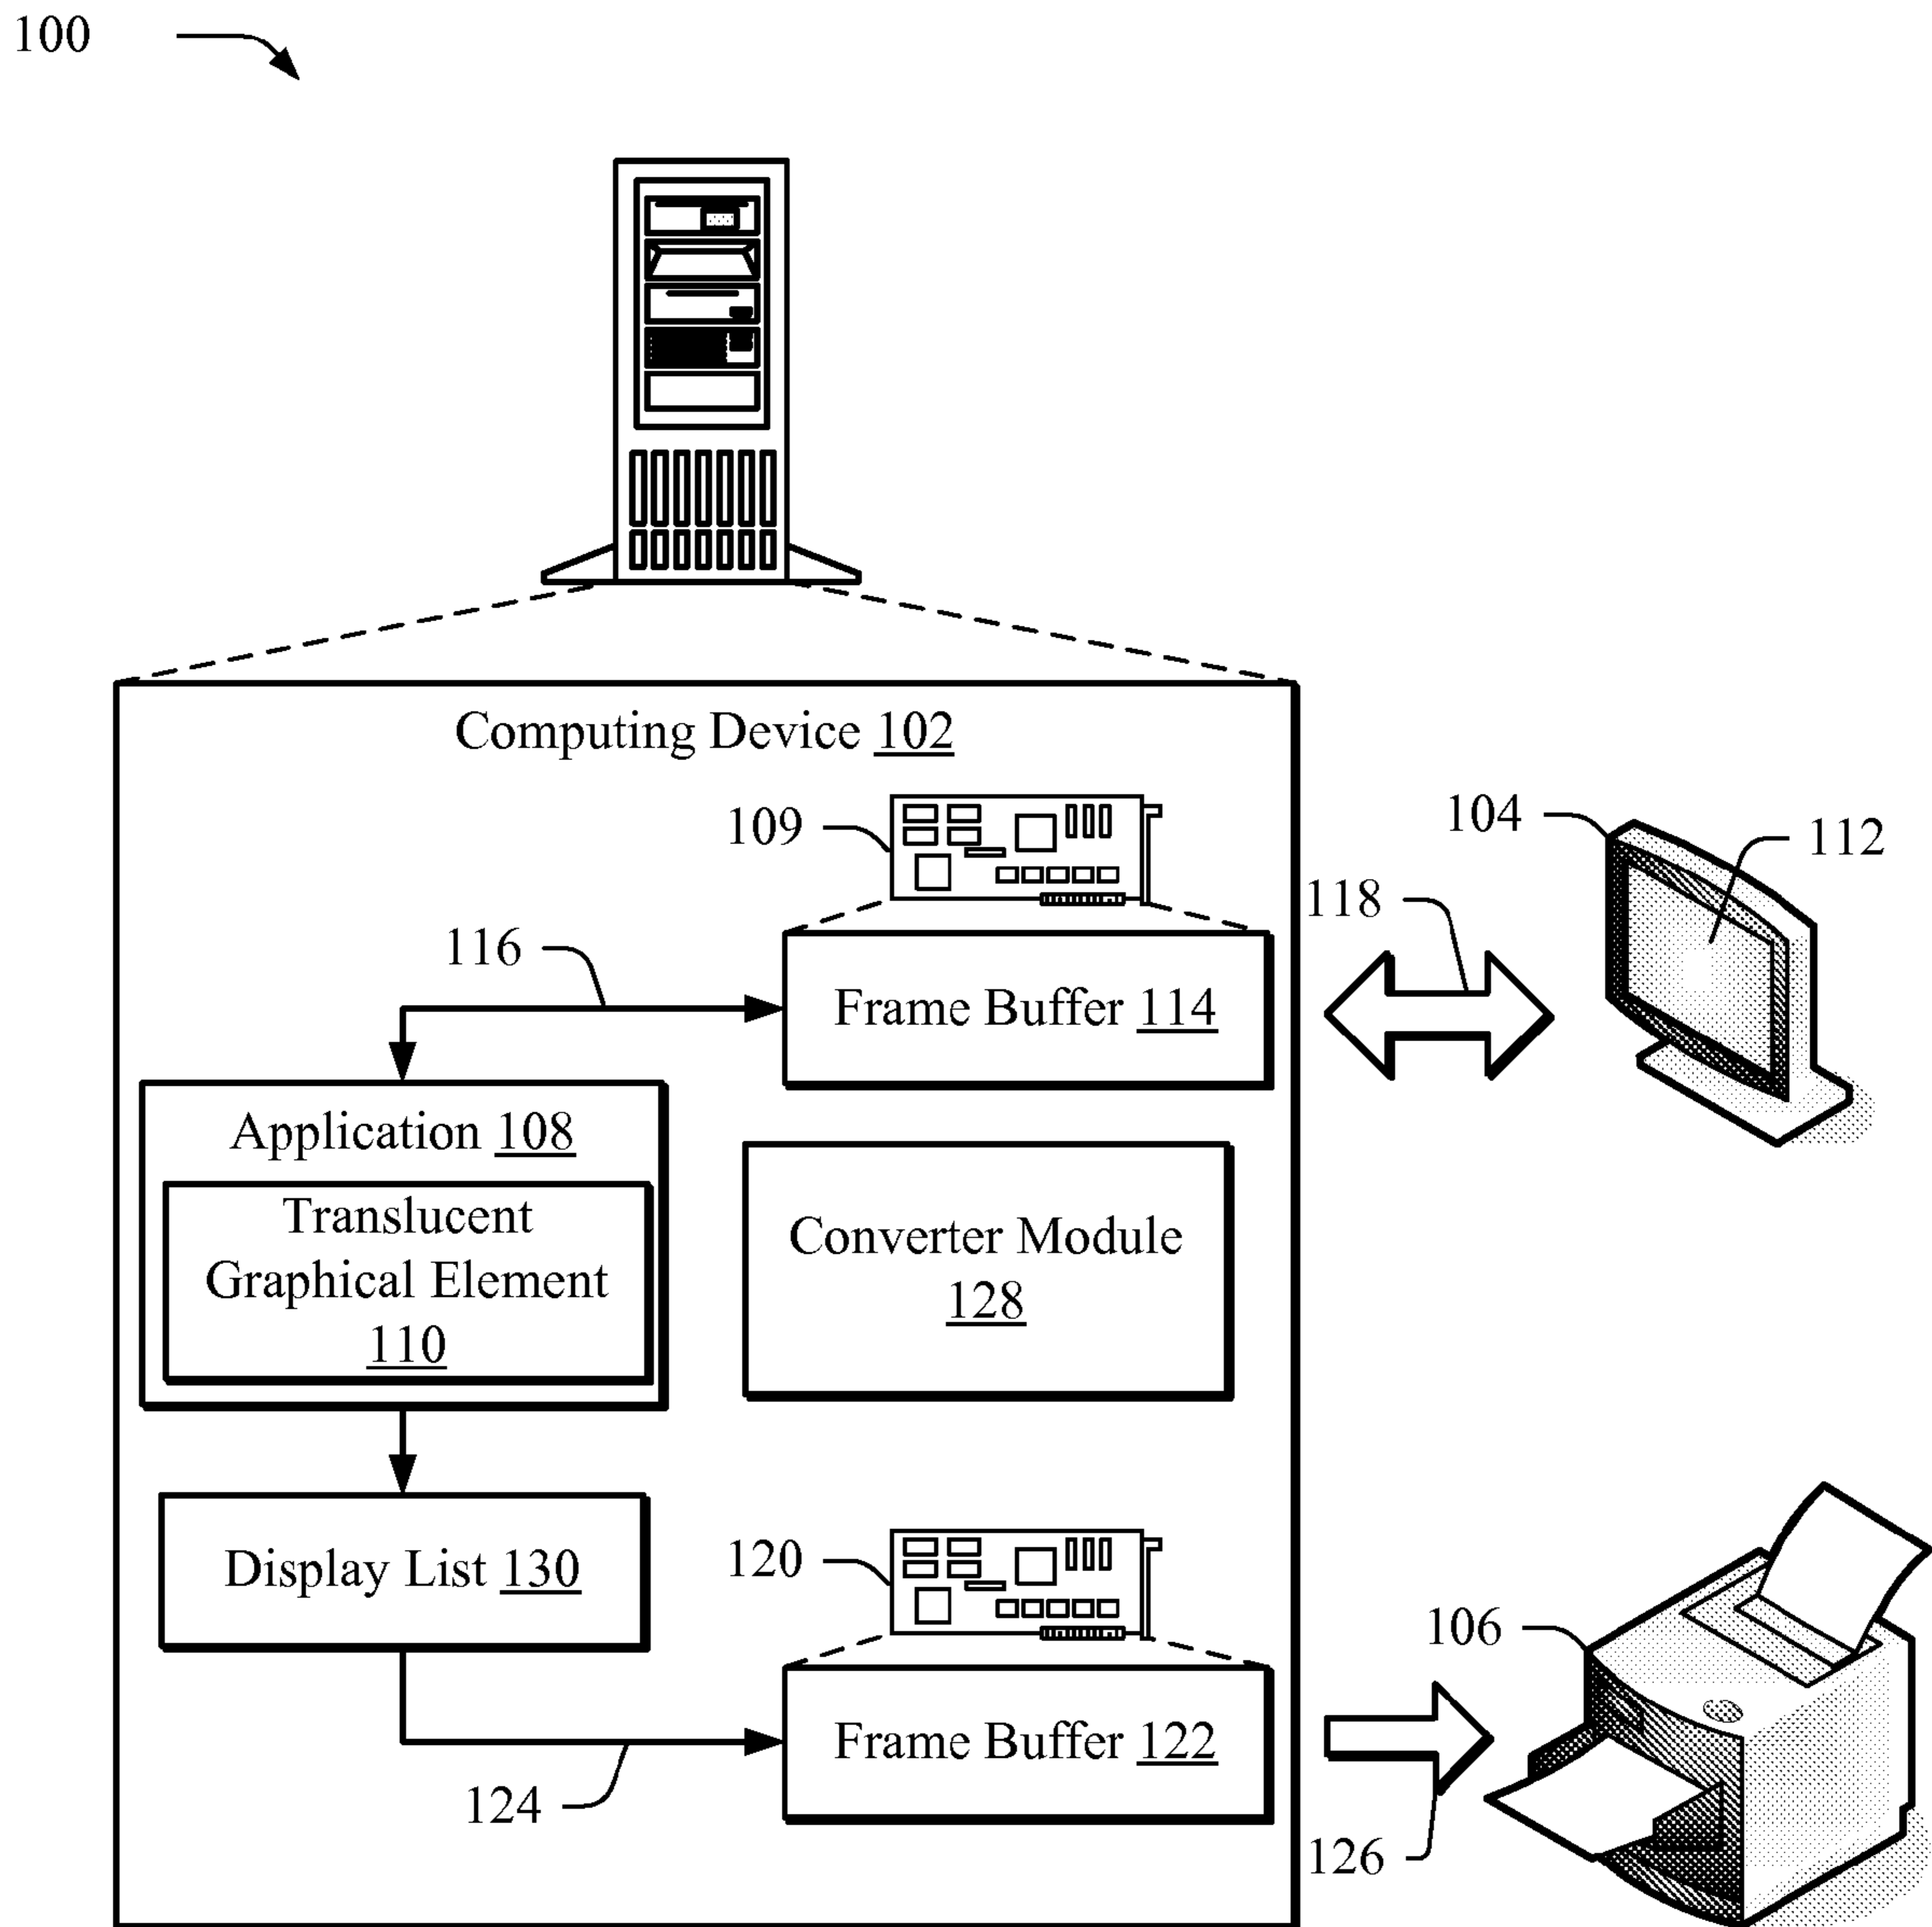 100
Computing Device 102
109
104
112
118
116
Frame Buffer 114
Application 108
Translucent
Graphical Element
110
Converter Module
128
Display List 130
120
106
Frame Buffer 122
124
126